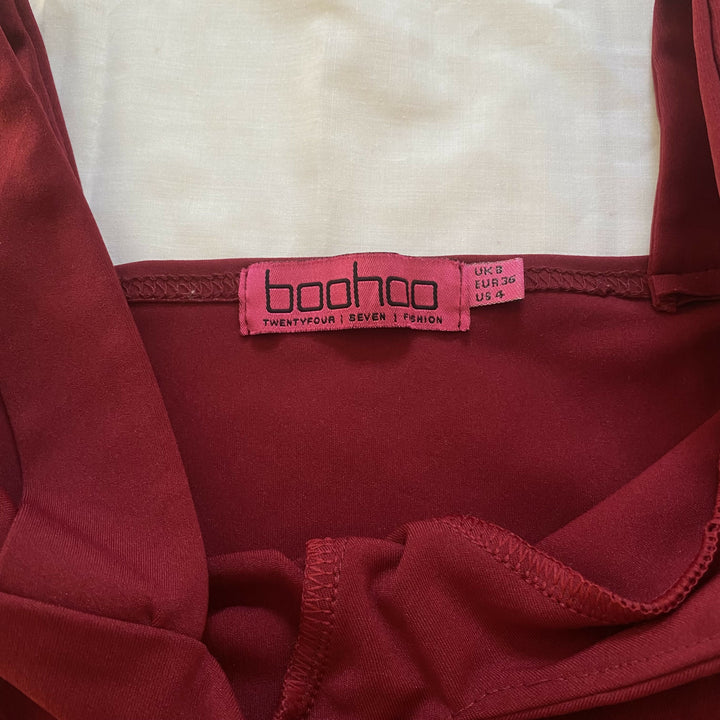 boohoo
TWENTYFOUR | SEVEN | FASHION
UK 8
EUR 36
US 4